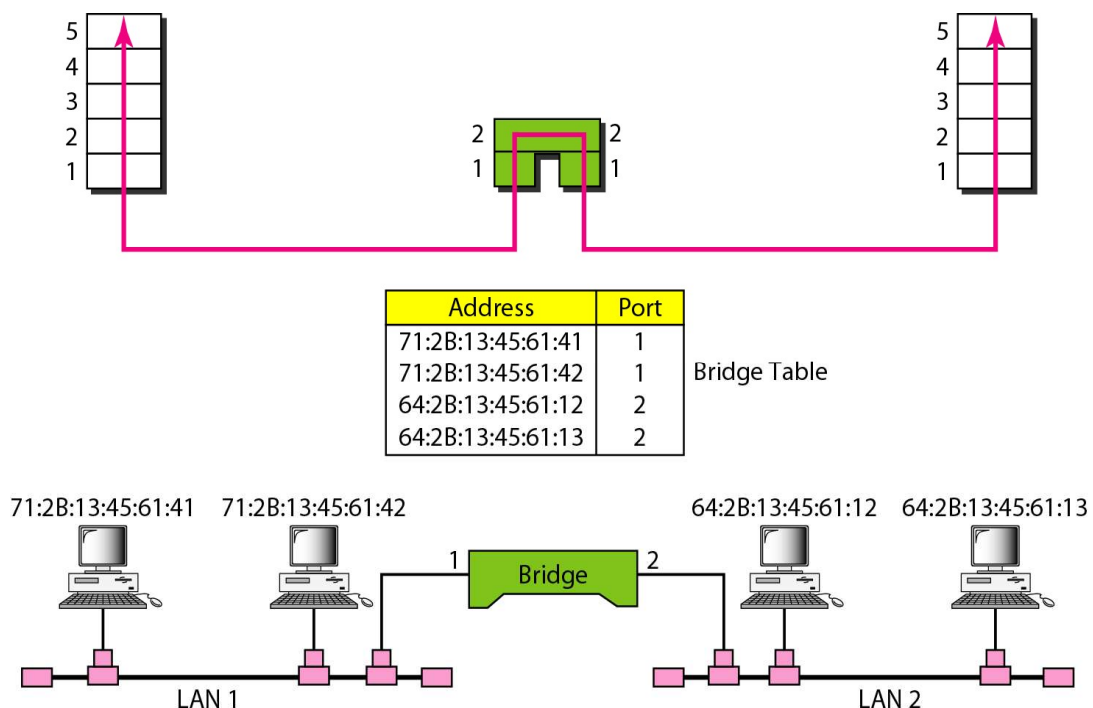 5
4
3
2
1
2
1
2
1
5
4
3
2
1
Address Port
71:2B:13:45:61:41 1
71:2B:13:45:61:42 1
64:2B:13:45:61:12 2
64:2B:13:45:61:13 2
Bridge Table
71:2B:13:45:61:41 71:2B:13:45:61:42 64:2B:13:45:61:12 64:2B:13:45:61:13
1 Bridge 2
LAN 1 LAN 2